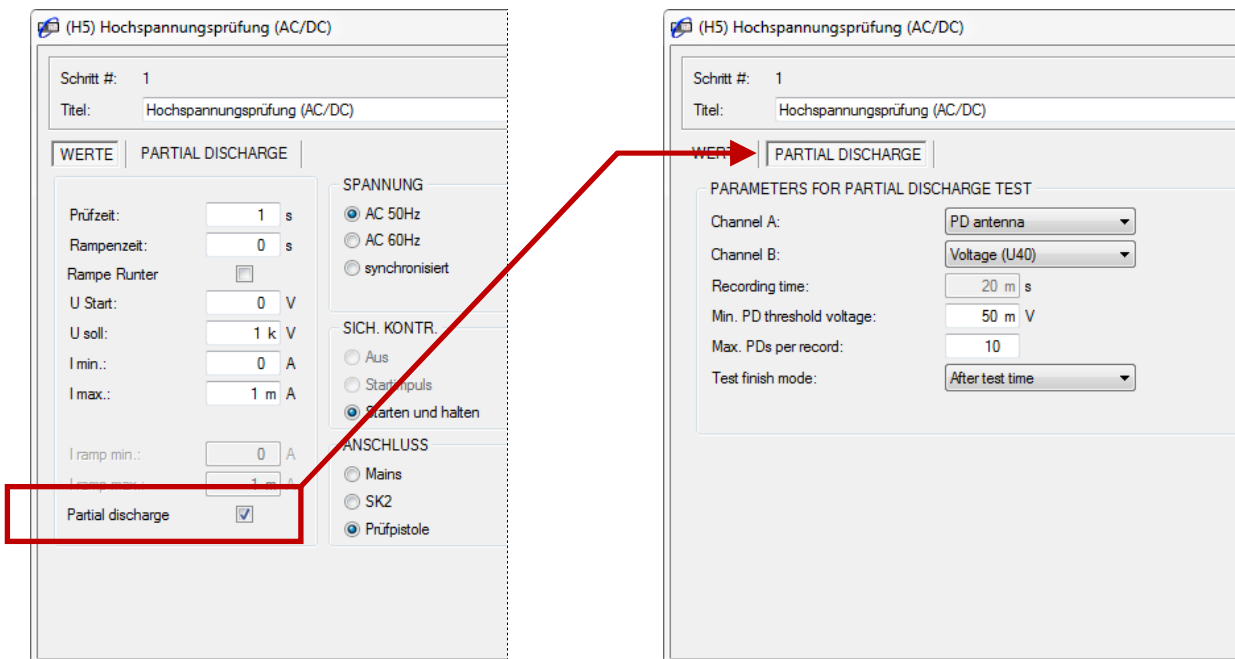 (H5) Hochspannungsprüfung (AC/DC)
Schritt #: 1
Titel: Hochspannungsprüfung (AC/DC)
WERTE PARTIAL DISCHARGE
Prüfzeit: 1 s
Rampenzeit: 0 s
Rampe Runter
U Start: 0 V
U soll: 1 k V
I min.: 0 A
I max.: 1 m A
I ramp min.: 0 A
I ramp max.: 1 m A
Partial discharge
SPANNUNG
AC 50Hz
AC 60Hz
synchronisiert
SICH. KONTR.
Aus
Startimpuls
Starten und halten
ANSCHLUSS
Mains
SK2
Prüfpistole
(H5) Hochspannungsprüfung (AC/DC)
Schritt #: 1
Titel: Hochspannungsprüfung (AC/DC)
WERTE PARTIAL DISCHARGE
PARAMETERS FOR PARTIAL DISCHARGE TEST
Channel A: PD antenna
Channel B: Voltage (U40)
Recording time: 20 m s
Min. PD threshold voltage: 50 m V
Max. PDs per record: 10
Test finish mode: After test time